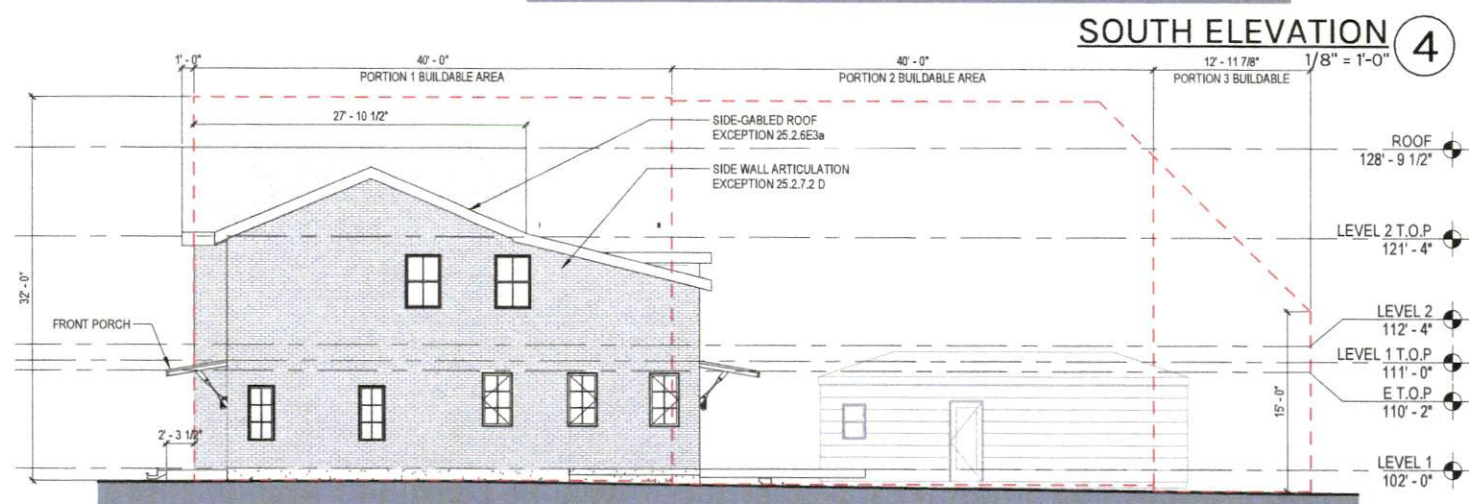 SOUTH ELEVATION
4
1/8" = 1'-0"
1' - 0"
40' - 0"
40' - 0"
12' - 11 7/8"
PORTION 1 BUILDABLE AREA
PORTION 2 BUILDABLE AREA
PORTION 3 BUILDABLE
27' - 10 1/2"
SIDE-GABLED ROOF
EXCEPTION 25.2.6E3a
SIDE WALL ARTICULATION
EXCEPTION 25.2.7.2 D
ROOF
128' - 9 1/2"
LEVEL 2 T.O.P
121' - 4"
32' - 0"
FRONT PORCH
LEVEL 2
112' - 4"
LEVEL 1 T.O.P
111' - 0"
E T.O.P
110' - 2"
15' - 0"
2' - 3 1/2"
LEVEL 1
102' - 0"